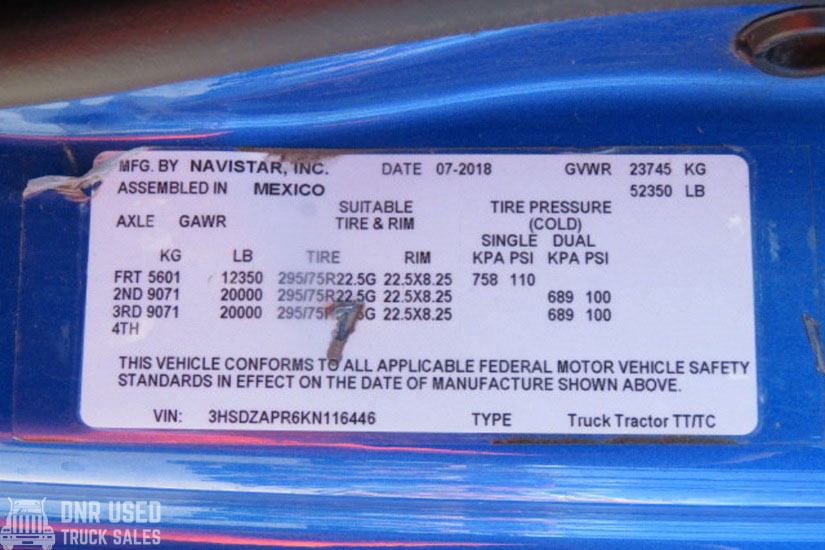 MFG. BY NAVISTAR, INC. DATE 07-2018 GVWR 23745 KG
ASSEMBLED IN MEXICO 52350 LB
AXLE GAWR SUITABLE TIRE & RIM TIRE PRESSURE (COLD)
SINGLE DUAL
KG LB TIRE RIM KPA PSI KPA PSI
FRT 5601 12350 295/75R22.5G 22.5X8.25 758 110
2ND 9071 20000 295/75R22.5G 22.5X8.25 689 100
3RD 9071 20000 22.5X8.25 689 100
4TH
THIS VEHICLE CONFORMS TO ALL APPLICABLE FEDERAL MOTOR VEHICLE SAFETY
STANDARDS IN EFFECT ON THE DATE OF MANUFACTURE SHOWN ABOVE.
VIN: 3HSDZAPR6KN116446 TYPE Truck Tractor TT/TC
DNR USED
TRUCK SALES